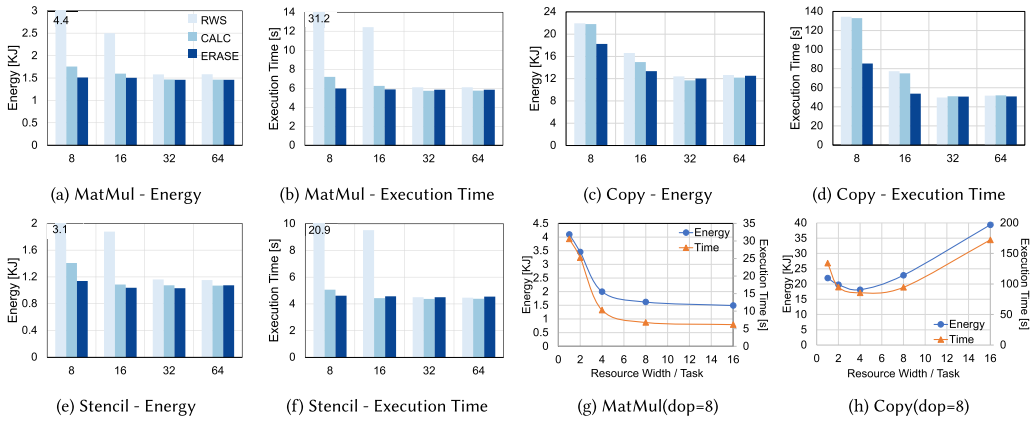 3
2.5
2
1.5
1
0.5
0
Energy [KJ]
4.4
RWS
CALC
ERASE
8 16 32 64
(a) MatMul - Energy
14
12
10
8
6
4
2
0
Execution Time [s]
31.2
8 16 32 64
(b) MatMul - Execution Time
24
20
16
12
8
4
0
Energy [KJ]
8 16 32 64
(c) Copy - Energy
140
120
100
80
60
40
20
0
Execution Time [s]
8 16 32 64
(d) Copy - Execution Time
2
1.6
1.2
0.8
0.4
0
Energy [KJ]
3.1
8 16 32 64
(e) Stencil - Energy
10
8
6
4
2
0
Execution Time [s]
20.9
8 16 32 64
(f) Stencil - Execution Time
4.5
4
3.5
3
2.5
2
1.5
1
0.5
0
Energy [KJ]
Energy
Time
35
30
25
20
15
10
5
0
Execution Time [s]
0 2 4 6 8 10 12 14 16
Resource Width / Task
(g) MatMul(dop=8)
40
35
30
25
20
15
10
5
0
Energy [KJ]
Energy
Time
200
150
100
50
0
Execution Time [s]
0 2 4 6 8 10 12 14 16
Resource Width / Task
(h) Copy(dop=8)